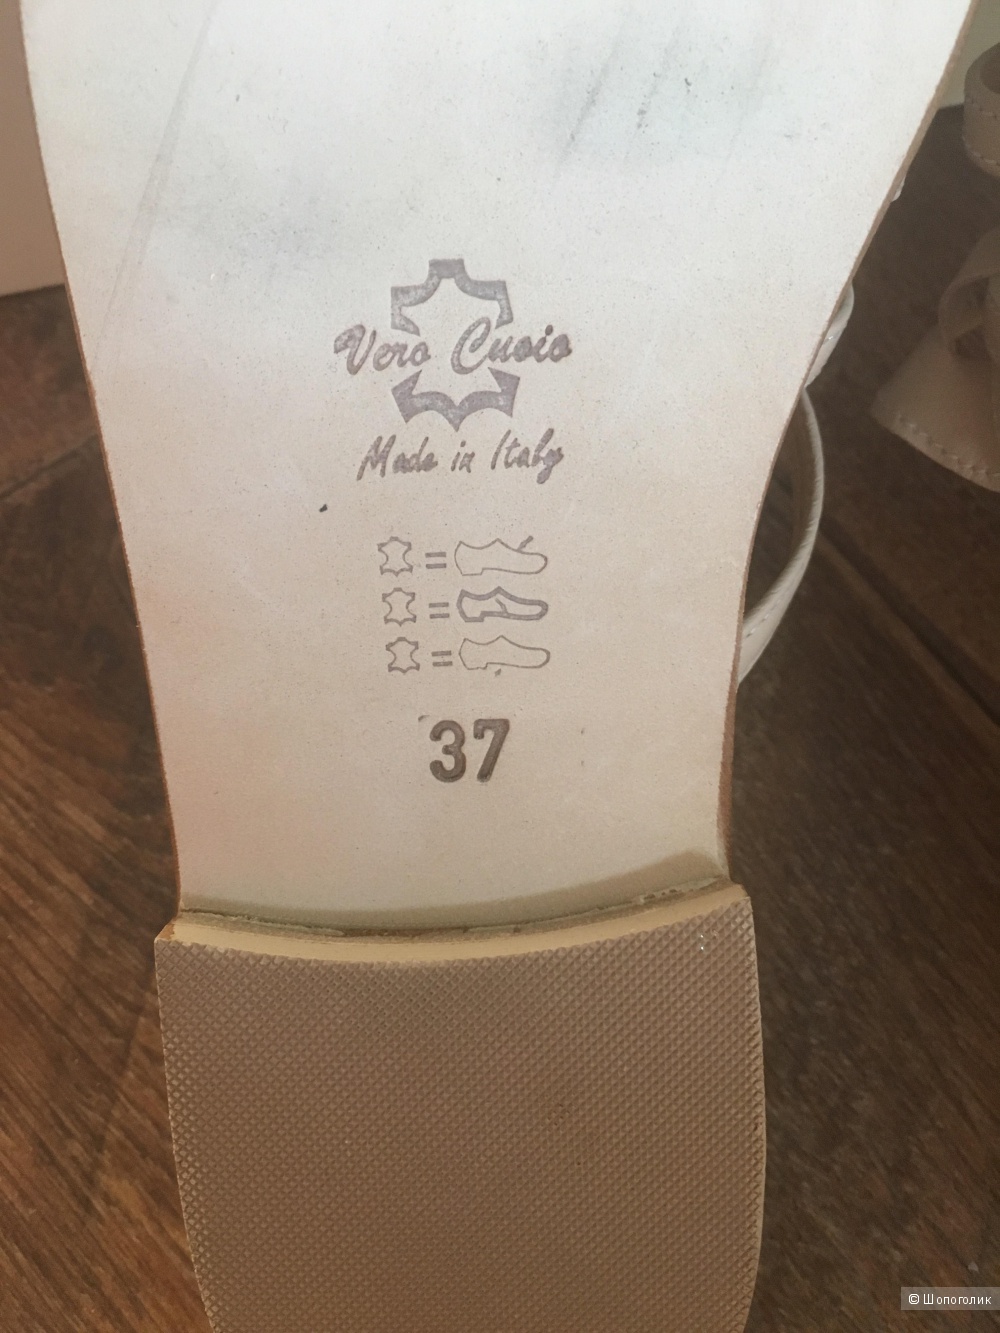 Vero Cuoio
Made in Italy
=
=
=
37
© Шопоголик